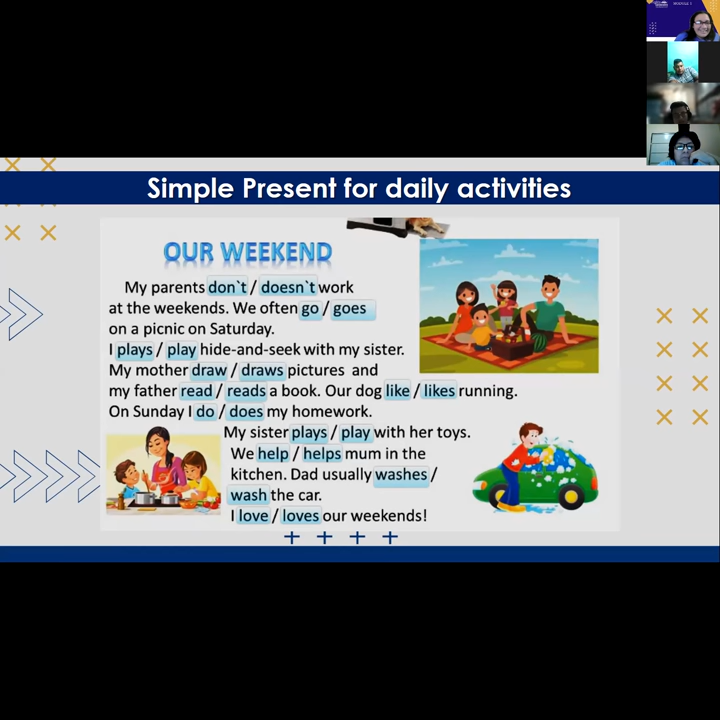 MODULE 1
Simple Present for daily activities
OUR WEEKEND
My parents don`t / doesn`t work
at the weekends. We often go / goes
on a picnic on Saturday.
I plays / play hide-and-seek with my sister.
My mother draw / draws pictures and
my father read / reads a book. Our dog like / likes running.
On Sunday I do / does my homework.
My sister plays / play with her toys.
We help / helps mum in the
kitchen. Dad usually washes /
wash the car.
I love / loves our weekends!